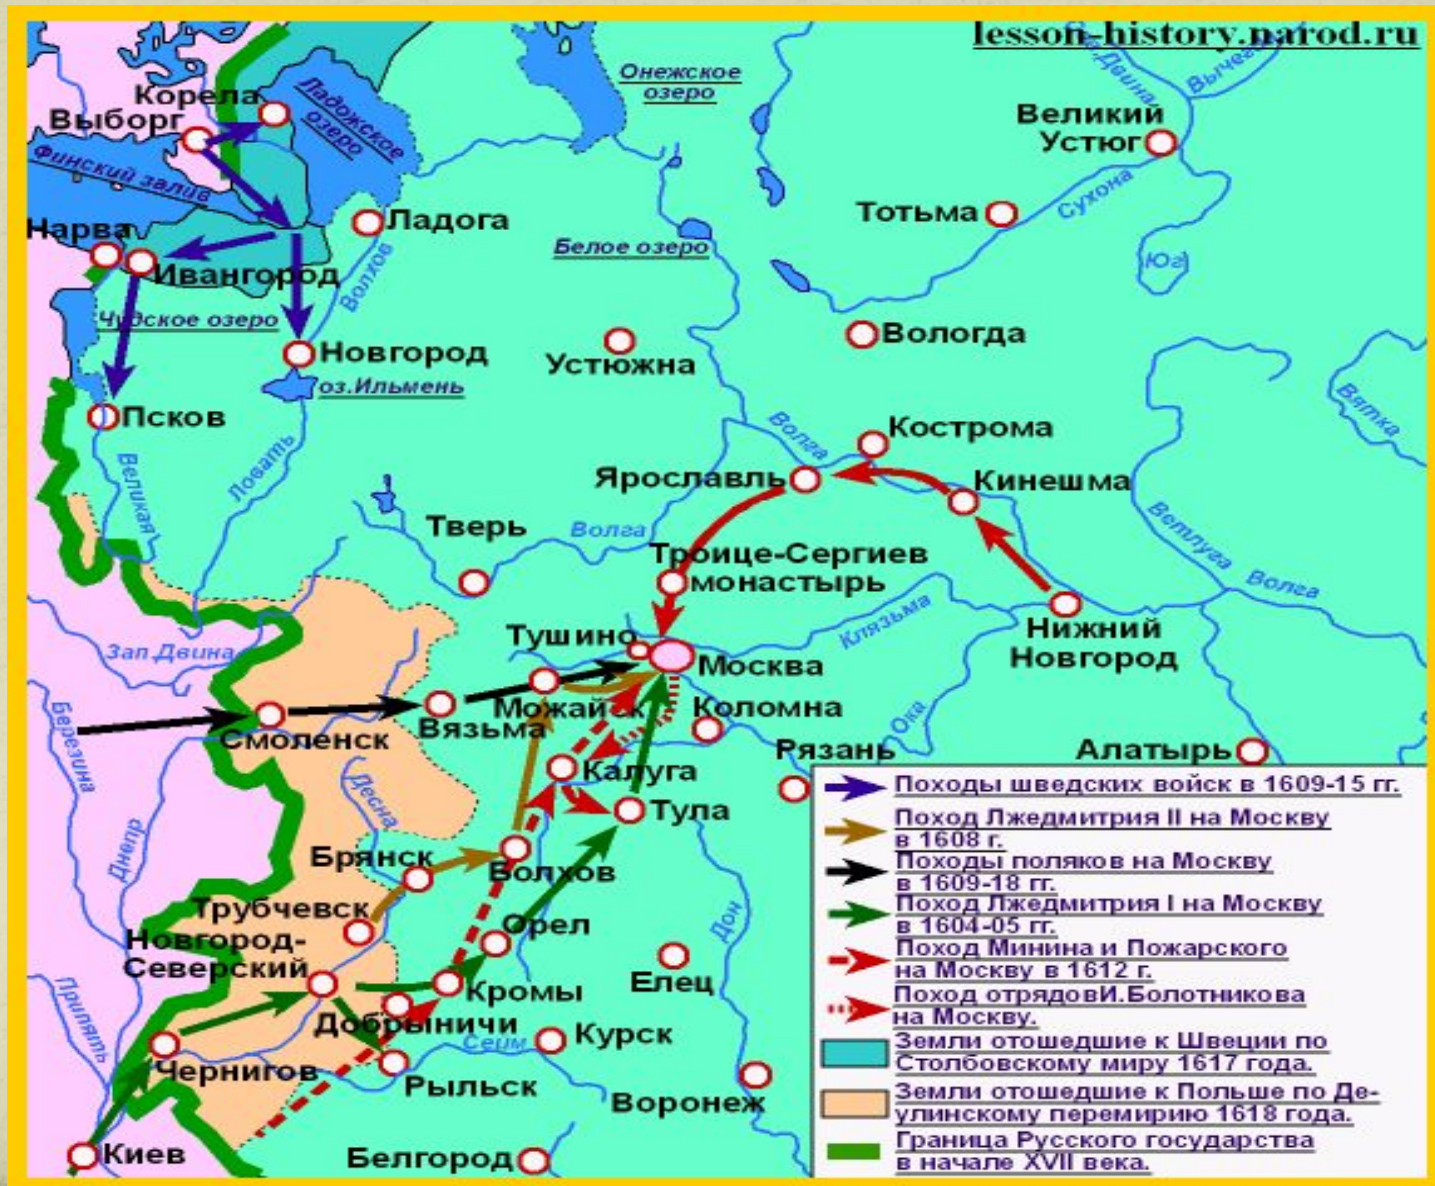 lesson-history.narod.ru
Онежское
озеро
Вычег
Двина
Корела
Ладожское
озеро
Выборг
Великий
Устюг
Финский залив
Сухона
Тотьма
Ладога
Нарва
Белое озеро
Юг
Ивангород
Волхов
Чудское озеро
Вологда
Новгород
Устюжна
оз.Ильмень
Вятка
Псков
Волга
Кострома
Великая
Ловать
Ярославль
Кинешма
Тверь
Волга
Ветлуга
Троице-Сергиев
монастырь
Волга
Клязьма
Тушино
Нижний
Новгород
Зап.Двина
Москва
Можайск
Коломна
Березина
Смоленск
Вязьма
Ока
Рязань
Алатырь
Калуга
Десна
Тула
Днепр
Брянск
Волхов
Трубчевск
Дон
Орел
Новгород-
Северский
Елец
Кромы
Припять
Добрыничи
Сейм
Курск
Чернигов
Рыльск
Воронеж
Киев
Белгород
Походы шведских войск в 1609-15 гг.
Поход Лжедмитрия II на Москву
в 1608 г.
Походы поляков на Москву
в 1609-18 гг.
Поход Лжедмитрия I на Москву
в 1604-05 гг.
Поход Минина и Пожарского
на Москву в 1612 г.
Поход отрядовИ.Болотникова
на Москву.
Земли отошедшие к Швеции по
Столбовскому миру 1617 года.
Земли отошедшие к Польше по Де-
улинскому перемирию 1618 года.
Граница Русского государства
в начале XVII века.